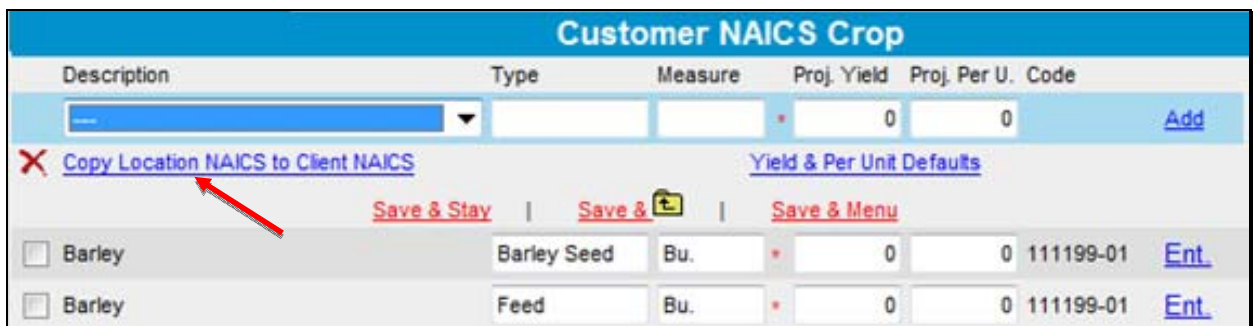 Customer NAICS Crop
Description Type Measure Proj. Yield Proj. Per U. Code
--- * 0 0 Add
Copy Location NAICS to Client NAICS Yield & Per Unit Defaults
Save & Stay | Save & | Save & Menu
Barley Barley Seed Bu. * 0 0 111199-01 Ent.
Barley Feed Bu. * 0 0 111199-01 Ent.